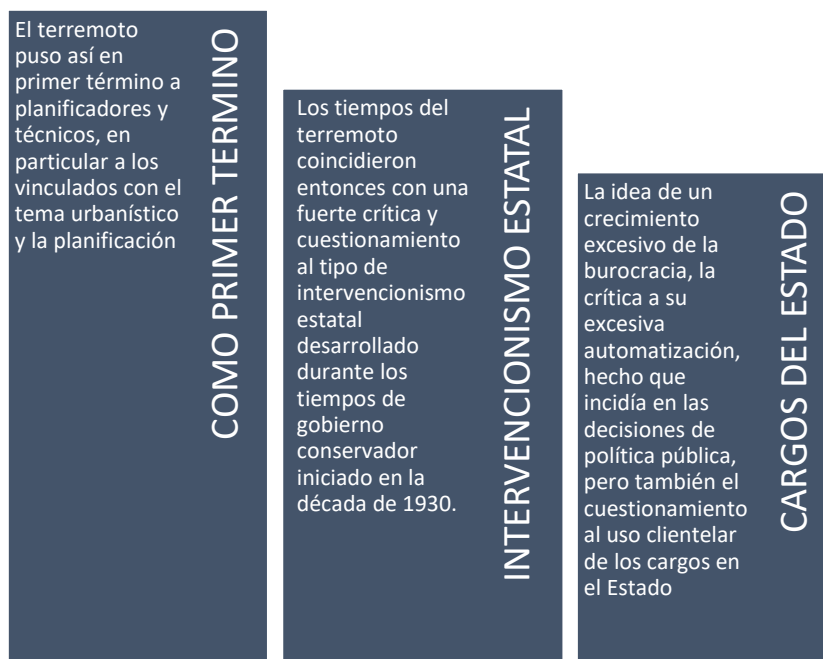 El terremoto
puso así en
primer término a
planificadores y
técnicos, en
particular a los
vinculados con el
tema urbanístico
y la planificación
COMO PRIMER TERMINO
Los tiempos del
terremoto
coincidieron
entonces con una
fuerte crítica y
cuestionamiento
al tipo de
intervencionismo
estatal
desarrollado
durante los
tiempos de
gobierno
conservador
iniciado en la
década de 1930.
INTERVENCIONISMO ESTATAL
La idea de un
crecimiento
excesivo de la
burocracia, la
crítica a su
excesiva
automatización,
hecho que
incidía en las
decisiones de
política pública,
pero también el
cuestionamiento
al uso clientelar
de los cargos en
el Estado
CARGOS DEL ESTADO